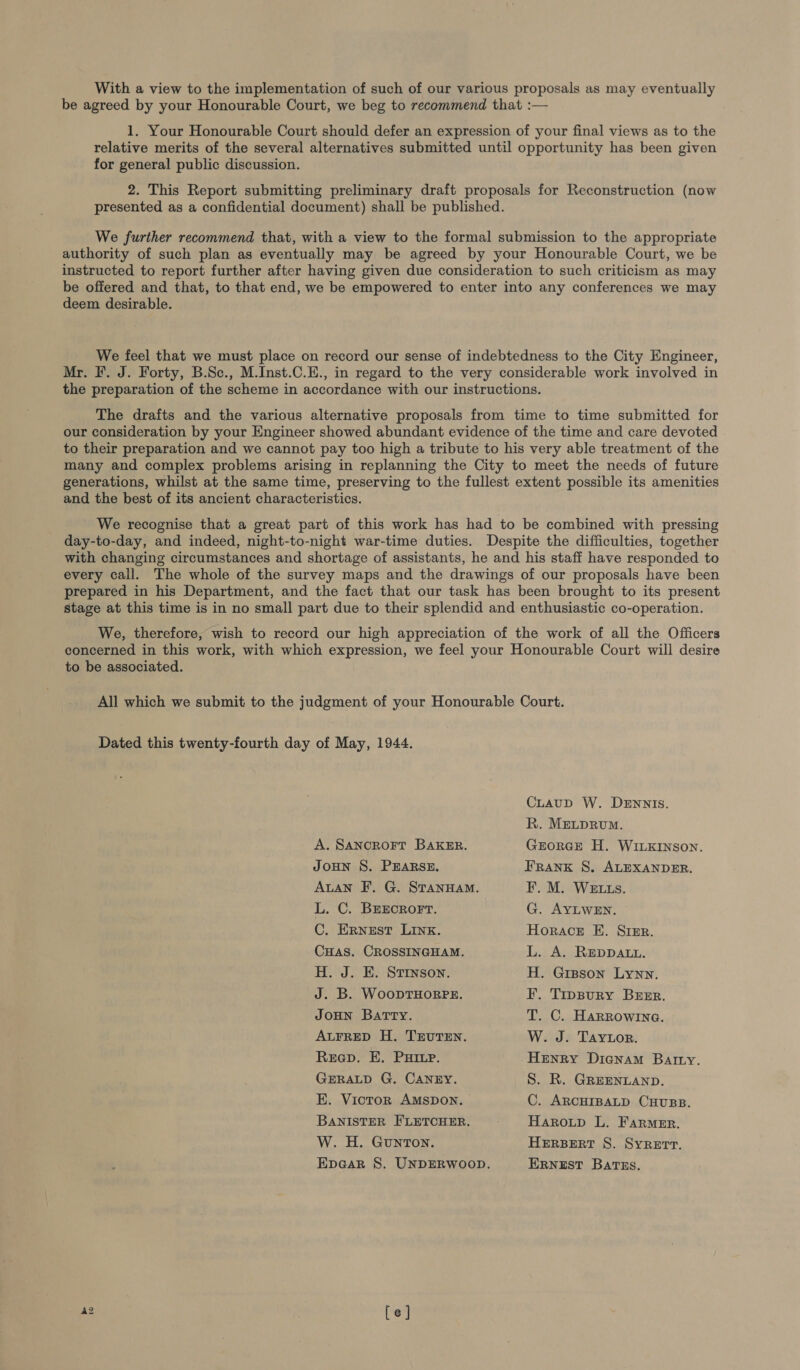 With a view to the implementation of such of our various proposals as may eventually
be agreed by your Honourable Court, we beg to recommend that :—
1. Your Honourable Court should defer an expression of your final views as to the
relative merits of the several alternatives submitted until opportunity has been given
for general public discussion.
2. This Report submitting preliminary draft proposals for Reconstruction (now
presented as a confidential document) shall be published.
We further recommend that, with a view to the formal submission to the appropriate
authority of such plan as eventually may be agreed by your Honourable Court, we be
instructed to report further after having given due consideration to such criticism as may
be offered and that, to that end, we be empowered to enter into any conferences we may
deem desirable.
We feel that we must place on record our sense of indebtedness to the City Engineer,
Mr. F. J. Forty, B.Sc., M.Inst.C.E., in regard to the very considerable work involved in
the preparation of the scheme in accordance with our instructions.
The drafts and the various alternative proposals from time to time submitted for
our consideration by your Engineer showed abundant evidence of the time and care devoted
to their preparation and we cannot pay too high a tribute to his very able treatment of the
many and complex problems arising in replanning the City to meet the needs of future
generations, whilst at the same time, preserving to the fullest extent possible its amenities
and the best of its ancient characteristics.
We recognise that a great part of this work has had to be combined with pressing
day-to-day, and indeed, night-to-night war-time duties. Despite the difficulties, together
with changing circumstances and shortage of assistants, he and his staff have responded to
every call. The whole of the survey maps and the drawings of our proposals have been
prepared in his Department, and the fact that our task has been brought to its present
stage at this time is in no small part due to their splendid and enthusiastic co-operation.
We, therefore, wish to record our high appreciation of the work of all the Officers
concerned in this work, with which expression, we feel your Honourable Court will desire
to be associated.
All which we submit to the judgment of your Honourable Court.
Dated this twenty-fourth day of May, 1944.
A. SANCROFT BAKER.
JOHN S. PEARSE.
ALAN F. G. STANHAM.
L. C. BEECROFT.
C. ERNEST LINK.
CHAS. CROSSINGHAM.
H. J. E. STINSON.
J. B. WOODTHORPE.
JOHN BATTY.
ALFRED H. TEUTEN.
REGD. E. PHILP.
GERALD G. CANEY.
E. VICTOR AMSDON.
BANISTER FLETCHER.
W. H. GUNTON.
EDGAR S. UNDERWOOD.
CLAUD W. DENNIS.
R. MELDRUM.
GEORGE H. WILKINSON.
FRANK S. ALEXANDER.
F. M. WELLS.
G. AYLWEN.
HORACE E. SIER.
L. A. REDDALL.
H. GIBSON LYNN.
F. TIDBURY BEER.
T. C. HARROWING.
W. J. TAYLOR.
HENRY DIGNAM BAILY.
S. R. GREENLAND.
C. ARCHIBALD CHUBB.
HAROLD L. FARMER.
HERBERT S. SYRETT.
ERNEST BATES.
A2
[e]